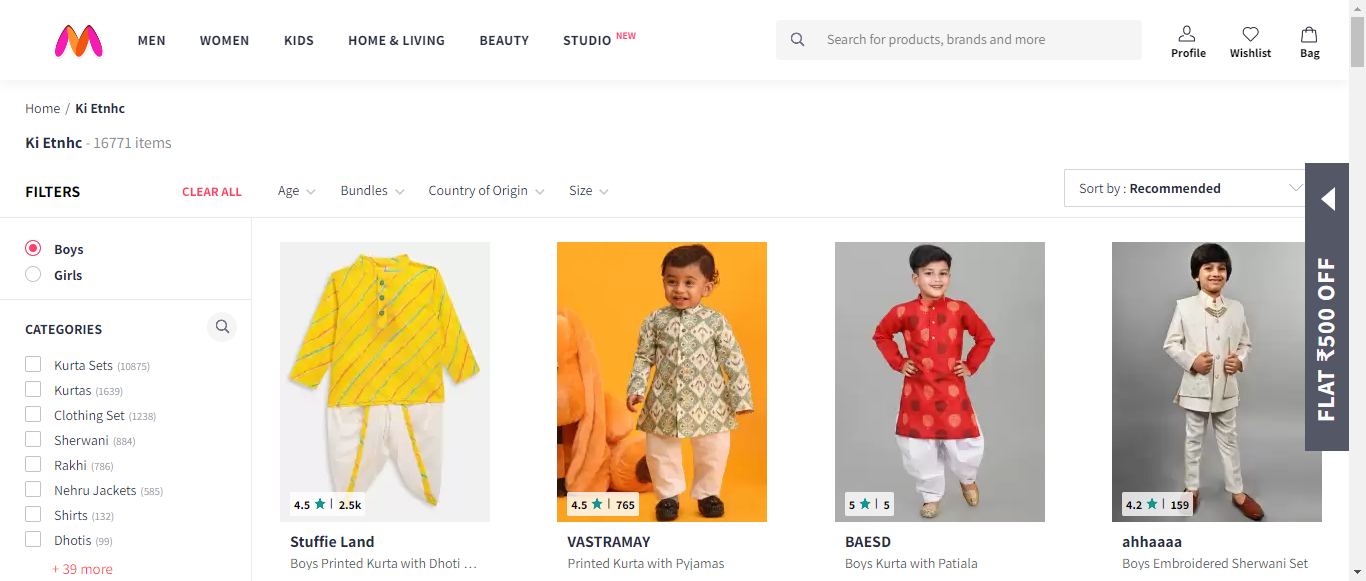 MEN WOMEN KIDS HOME & LIVING BEAUTY STUDIO NEW
Search for products, brands and more
Profile Wishlist Bag
Home / Ki Etnhc
Ki Etnhc - 16771 items
FILTERS CLEAR ALL
Age Bundles Country of Origin Size
Sort by : Recommended
FLAT ₹500 OFF
Boys
Girls
CATEGORIES
Kurta Sets (10875)
Kurtas (1639)
Clothing Set (1238)
Sherwani (884)
Rakhi (786)
Nehru Jackets (585)
Shirts (132)
Dhotis (99)
+ 39 more
4.5 ★ | 2.5k
Stuffie Land
Boys Printed Kurta with Dhoti ...
4.5 ★ | 765
VASTRAMAY
Printed Kurta with Pyjamas
5 ★ | 5
BAESD
Boys Kurta with Patiala
4.2 ★ | 159
ahhaaaa
Boys Embroidered Sherwani Set